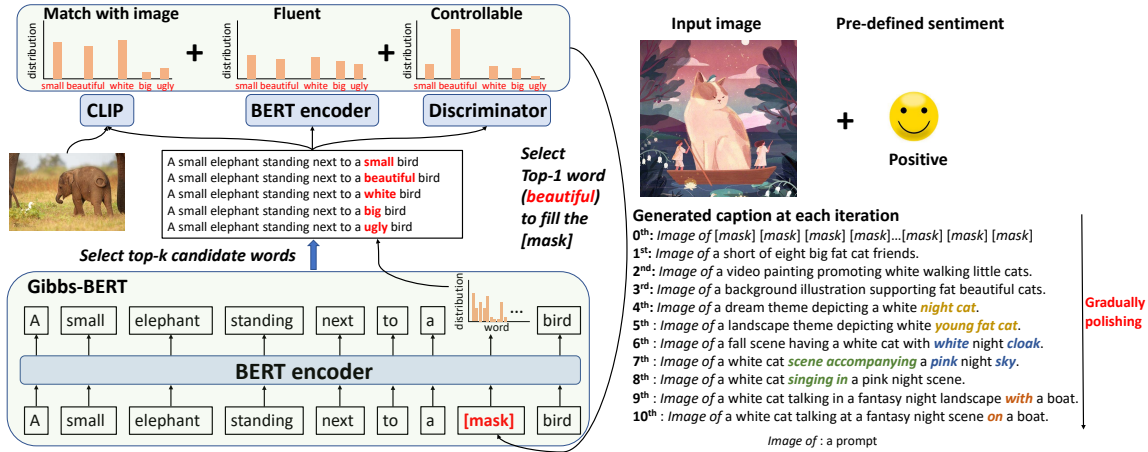 Match with image
Fluent
Controllable
distribution
small beautiful white big ugly
+
distribution
small beautiful white big ugly
+
distribution
small beautiful white big ugly
CLIP
BERT encoder
Discriminator
A small elephant standing next to a small bird
A small elephant standing next to a beautiful bird
A small elephant standing next to a white bird
A small elephant standing next to a big bird
A small elephant standing next to a ugly bird
Select
Top-1 word
(beautiful)
to fill the
[mask]
Select top-k candidate words
Gibbs-BERT
distribution
word
...
A small elephant standing next to a bird
BERT encoder
A small elephant standing next to a [mask] bird
Input image
Pre-defined sentiment
+
Positive
Generated caption at each iteration
0th: Image of [mask] [mask] [mask] [mask]...[mask] [mask] [mask]
1st: Image of a short of eight big fat cat friends.
2nd: Image of a video painting promoting white walking little cats.
3rd: Image of a background illustration supporting fat beautiful cats.
4th: Image of a dream theme depicting a white night cat.
5th : Image of a landscape theme depicting white young fat cat.
6th : Image of a fall scene having a white cat with white night cloak.
7th : Image of a white cat scene accompanying a pink night sky.
8th : Image of a white cat singing in a pink night scene.
9th : Image of a white cat talking in a fantasy night landscape with a boat.
10th : Image of a white cat talking at a fantasy night scene on a boat.
Gradually
polishing
Image of : a prompt